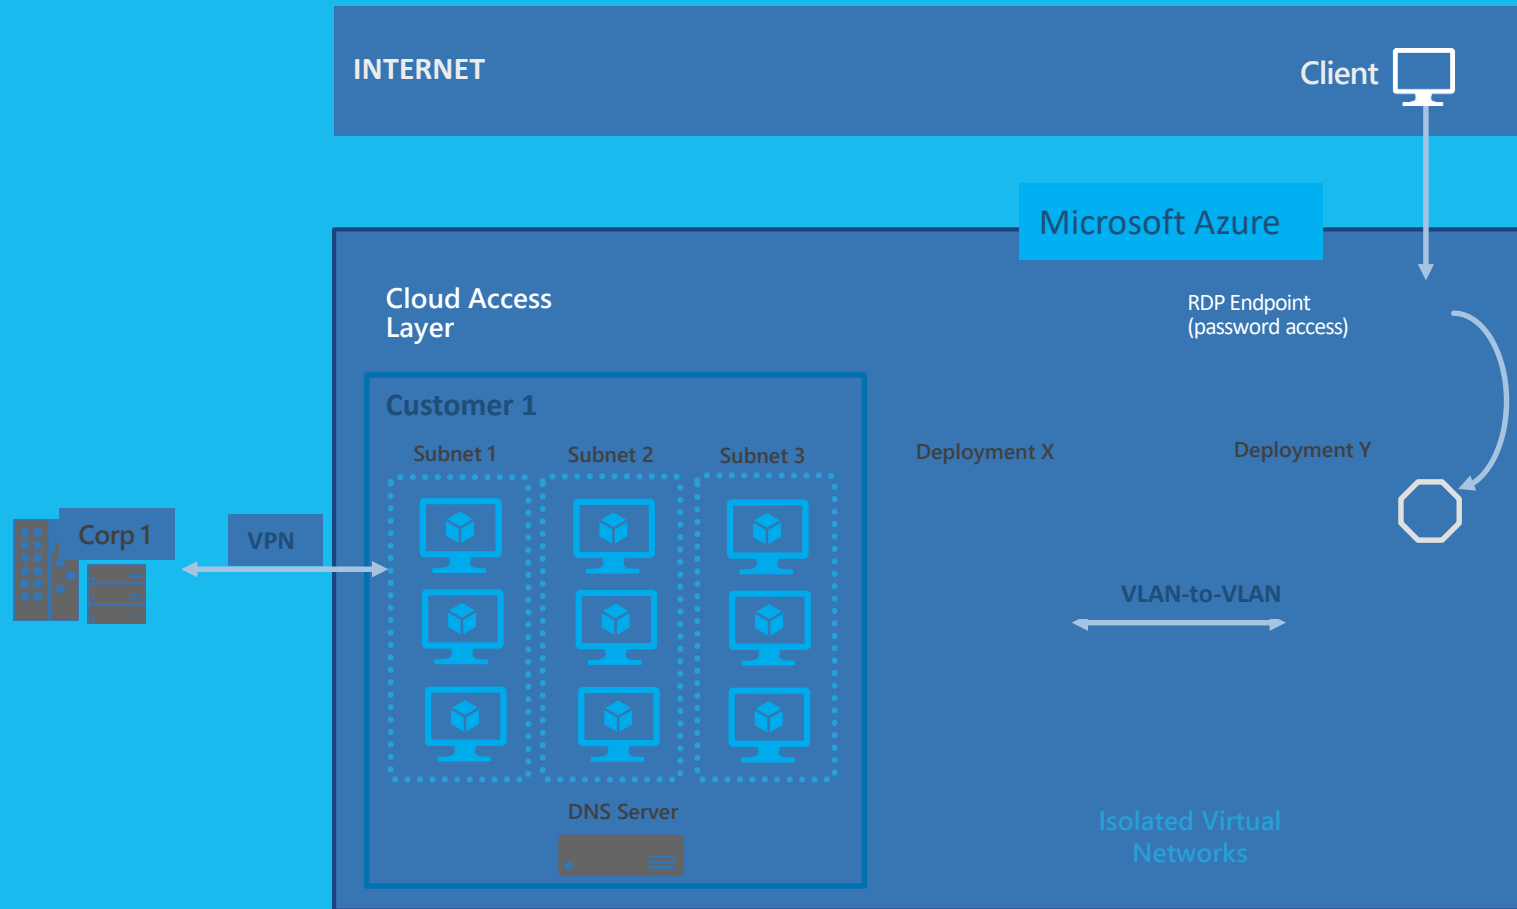 INTERNET
Client
Microsoft Azure
Cloud Access
Layer
RDP Endpoint
(password access)
Customer 1
Subnet 1
Subnet 2
Subnet 3
Deployment X
Deployment Y
Corp 1
VPN
VLAN-to-VLAN
DNS Server
Isolated Virtual
Networks